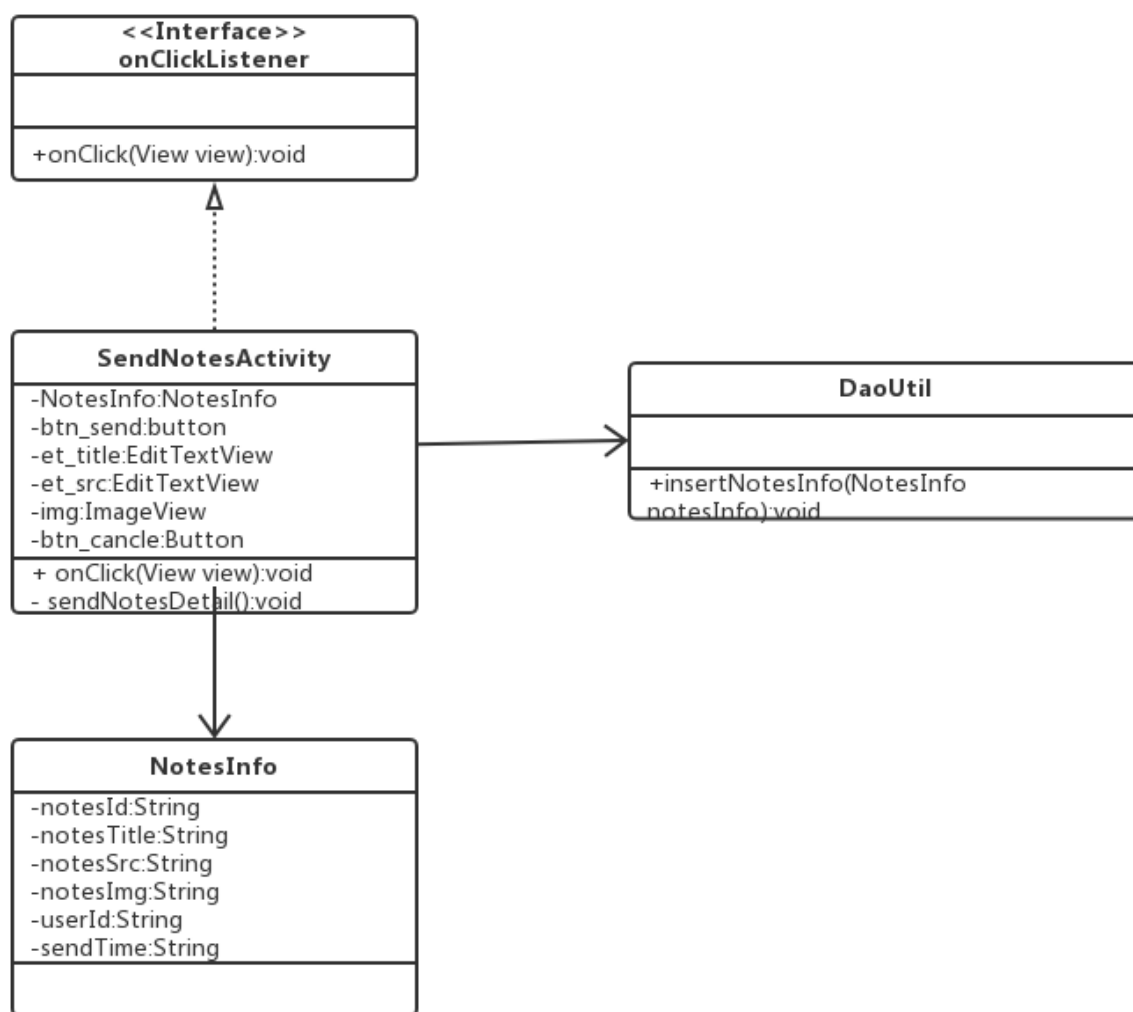 <<Interface>>
onClickListener
+onClick(View view):void
SendNotesActivity
-NotesInfo:NotesInfo
-btn_send:button
-et_title:EditTextView
-et_src:EditTextView
-img:ImageView
-btn_cancle:Button
+ onClick(View view):void
- sendNotesDetail():void
DaoUtil
+insertNotesInfo(NotesInfo
notesInfo):void
NotesInfo
-notesId:String
-notesTitle:String
-notesSrc:String
-notesImg:String
-userId:String
-sendTime:String